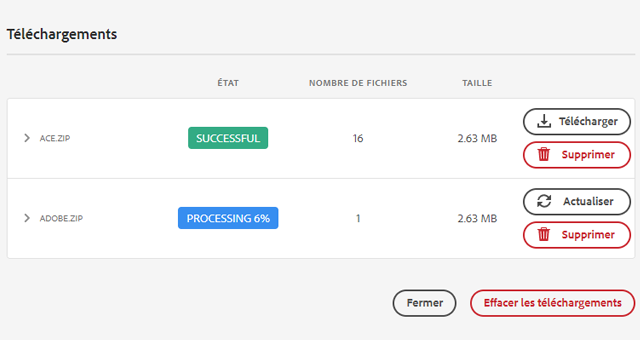 Téléchargements
ÉTAT NOMBRE DE FICHIERS TAILLE
ACE.ZIP SUCCESSFUL 16 2.63 MB Télécharger
Supprimer
ADOBE.ZIP PROCESSING 6% 1 2.63 MB Actualiser
Supprimer
Fermer Effacer les téléchargements